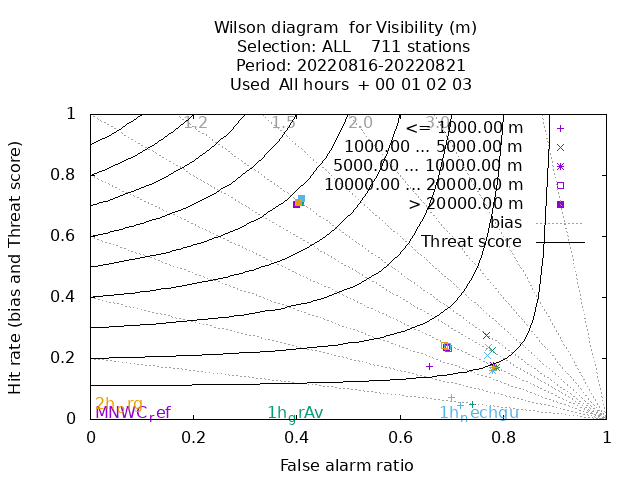 Wilson diagram for Visibility (m)
Selection: ALL 711 stations
Period: 20220816-20220821
Used All hours + 00 01 02 03
Hit rate (bias and Threat score)
1
0.8
0.6
0.4
0.2
0
1.2 1.5 2.0 3.0
<= 1000.00 m
1000.00 ... 5000.00 m
5000.00 ... 10000.00 m
10000.00 ... 20000.00 m
> 20000.00 m
bias
Threat score
MNWC_ref 1h_grAv 1h_nechgu
0 0.2 0.4 0.6 0.8 1
False alarm ratio